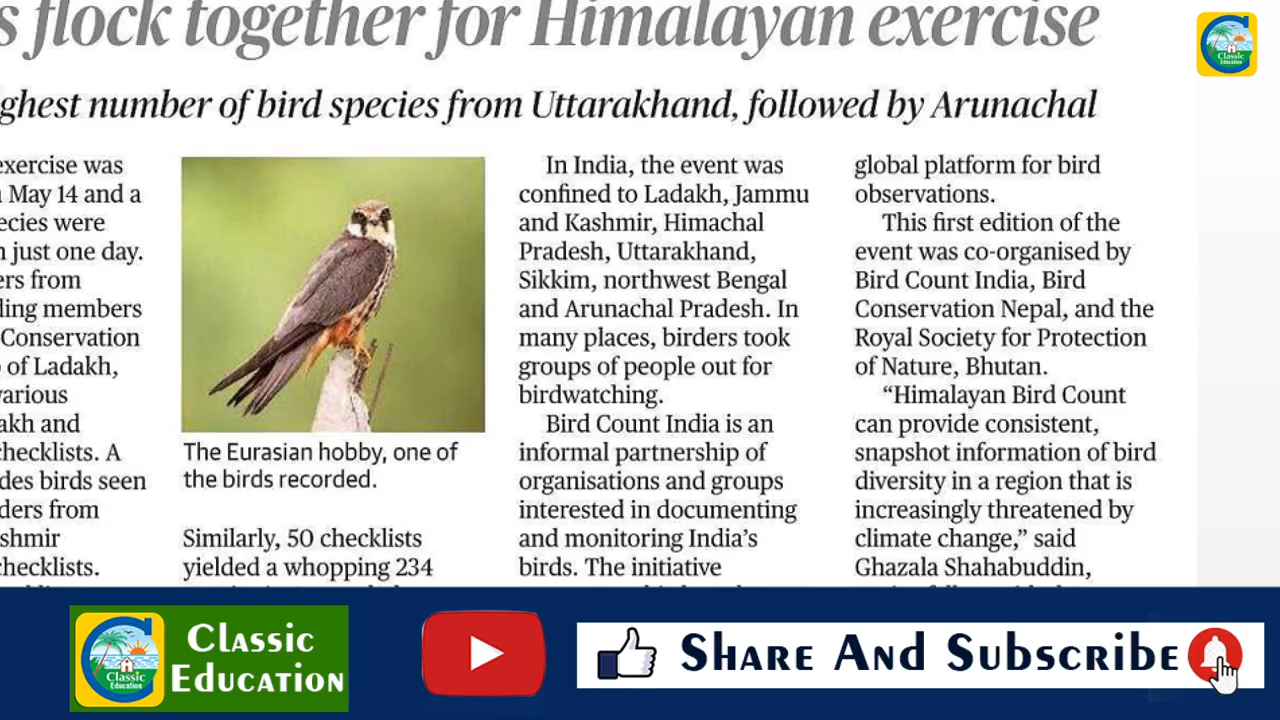 s flock together for Himalayan exercise
ghest number of bird species from Uttarakhand, followed by Arunachal
exercise was
May 14 and a
ecies were
just one day.
ers from
ding members
Conservation
of Ladakh,
various
akh and
checklists. A
des birds seen
ders from
shmir
checklists.
The Eurasian hobby, one of
the birds recorded.
Similarly, 50 checklists
yielded a whopping 234
In India, the event was
confined to Ladakh, Jammu
and Kashmir, Himachal
Pradesh, Uttarakhand,
Sikkim, northwest Bengal
and Arunachal Pradesh. In
many places, birders took
groups of people out for
birdwatching.
Bird Count India is an
informal partnership of
organisations and groups
interested in documenting
and monitoring India’s
birds. The initiative
global platform for bird
observations.
This first edition of the
event was co-organised by
Bird Count India, Bird
Conservation Nepal, and the
Royal Society for Protection
of Nature, Bhutan.
“Himalayan Bird Count
can provide consistent,
snapshot information of bird
diversity in a region that is
increasingly threatened by
climate change,” said
Ghazala Shahabuddin,
Classic
Education
Classic
Education
Classic
Education
Share And Subscribe